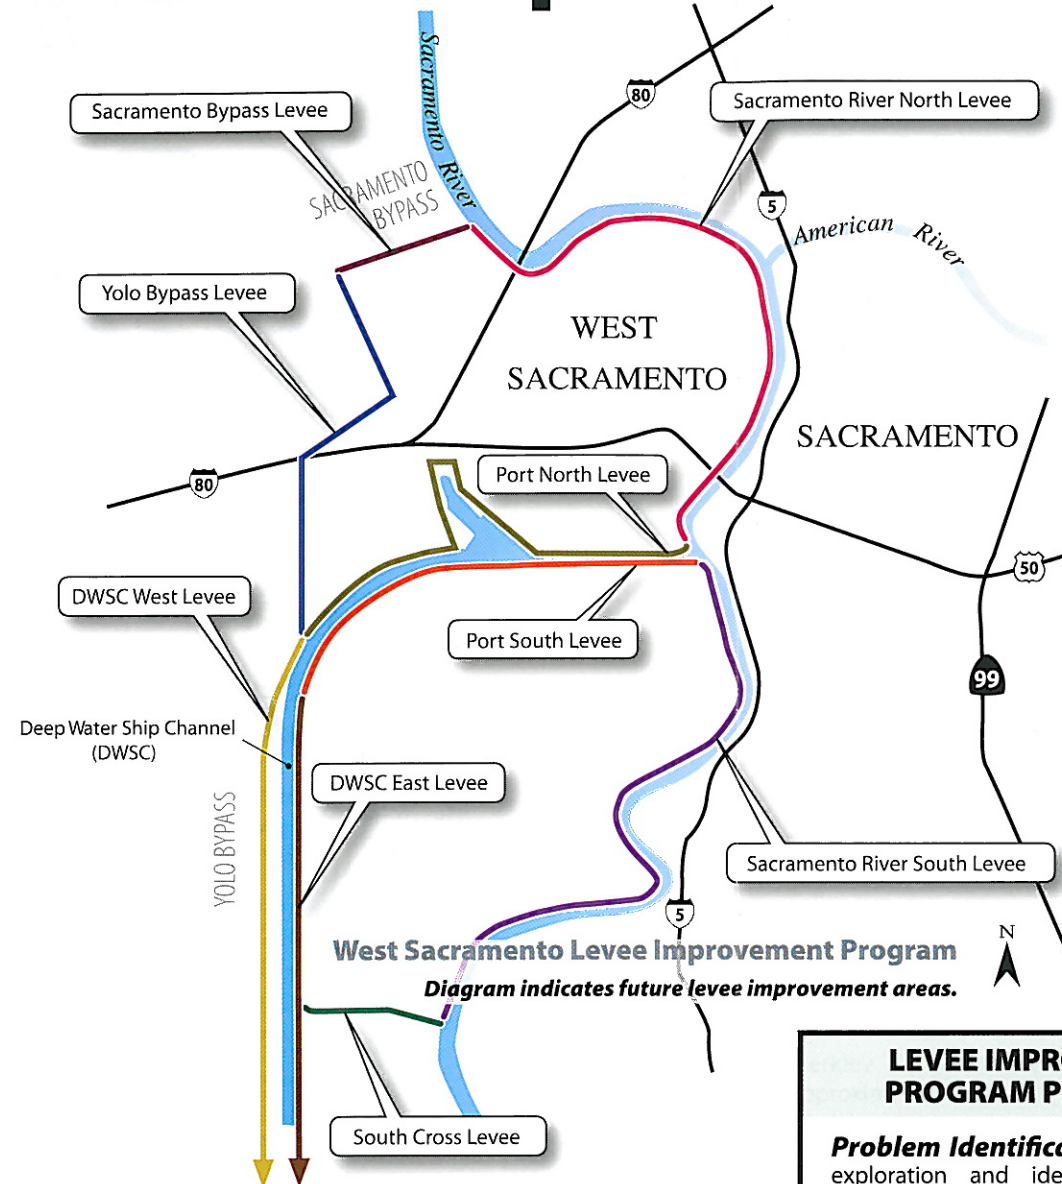 Sacramento River
80
Sacramento Bypass Levee
Sacramento River North Levee
SACRAMENTO
BYPASS
5
American River
Yolo Bypass Levee
WEST
SACRAMENTO
SACRAMENTO
80
Port North Levee
50
DWSC West Levee
Port South Levee
99
Deep Water Ship Channel
(DWSC)
DWSC East Levee
YOLO BYPASS
Sacramento River South Levee
5
West Sacramento Levee Improvement Program
N
Diagram indicates future levee improvement areas.
South Cross Levee
LEVEE IMPR
PROGRAM P
Problem Identifica
exploration and ide